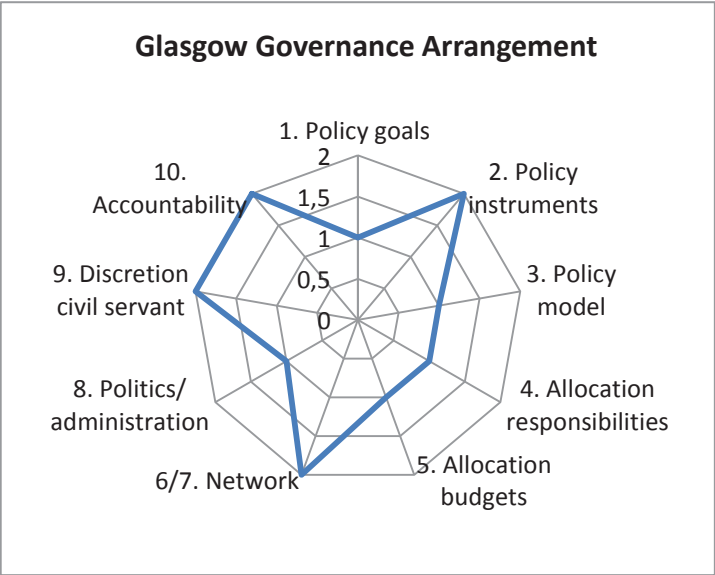 Glasgow Governance Arrangement
1. Policy goals
2. Policy
instruments
3. Policy
model
4. Allocation
responsibilities
5. Allocation
budgets
6/7. Network
8. Politics/
administration
9. Discretion
civil servant
10.
Accountability
2
1,5
1
0,5
0